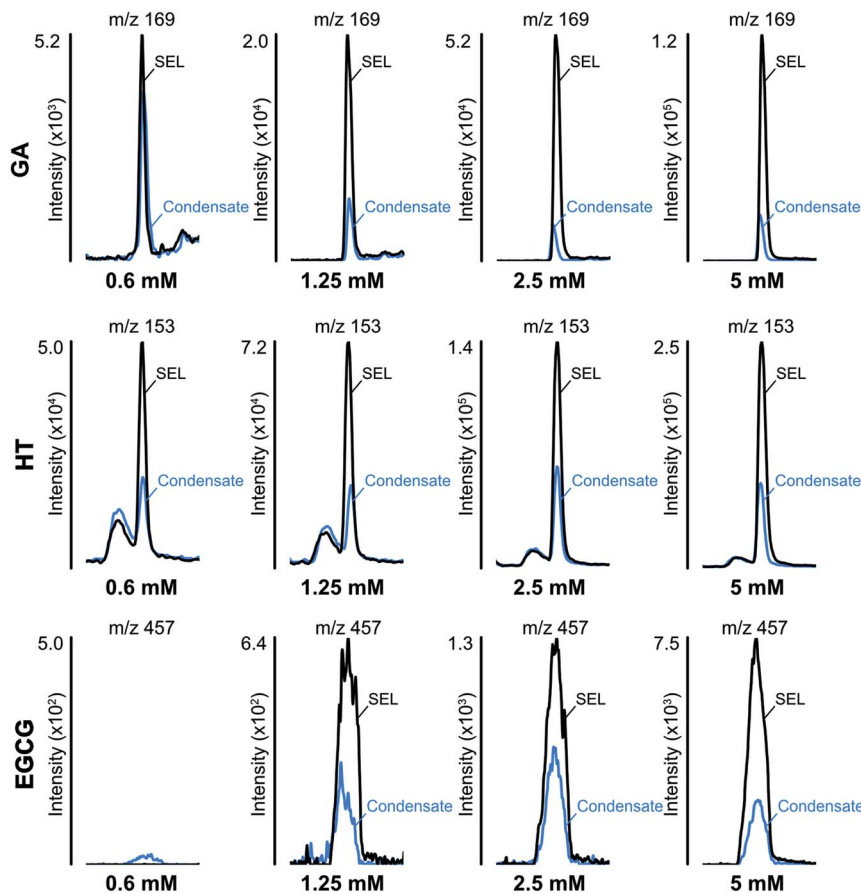 GA
m/z 169
5.2
Intensity (x10³)
SEL
Condensate
0.6 mM
m/z 169
2.0
Intensity (x10⁴)
SEL
Condensate
1.25 mM
m/z 169
5.2
Intensity (x10⁴)
SEL
Condensate
2.5 mM
m/z 169
1.2
Intensity (x10⁵)
SEL
Condensate
5 mM
HT
m/z 153
5.0
Intensity (x10⁴)
SEL
Condensate
0.6 mM
m/z 153
7.2
Intensity (x10⁴)
SEL
Condensate
1.25 mM
m/z 153
1.4
Intensity (x10⁵)
SEL
Condensate
2.5 mM
m/z 153
2.5
Intensity (x10⁵)
SEL
Condensate
5 mM
EGCG
m/z 457
5.0
Intensity (x10²)
0.6 mM
m/z 457
6.4
Intensity (x10²)
SEL
Condensate
1.25 mM
m/z 457
1.3
Intensity (x10³)
SEL
Condensate
2.5 mM
m/z 457
7.5
Intensity (x10³)
SEL
Condensate
5 mM